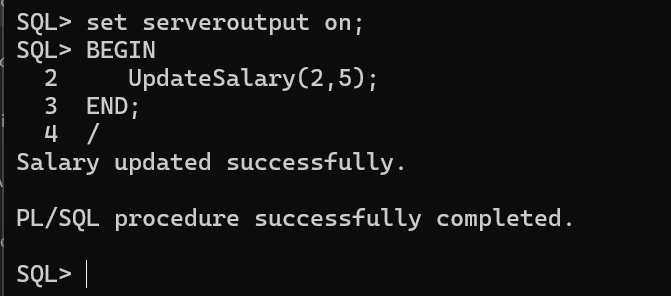 SQL> set serveroutput on;
SQL> BEGIN
  2     UpdateSalary(2,5);
  3  END;
  4  /
Salary updated successfully.
PL/SQL procedure successfully completed.
SQL>